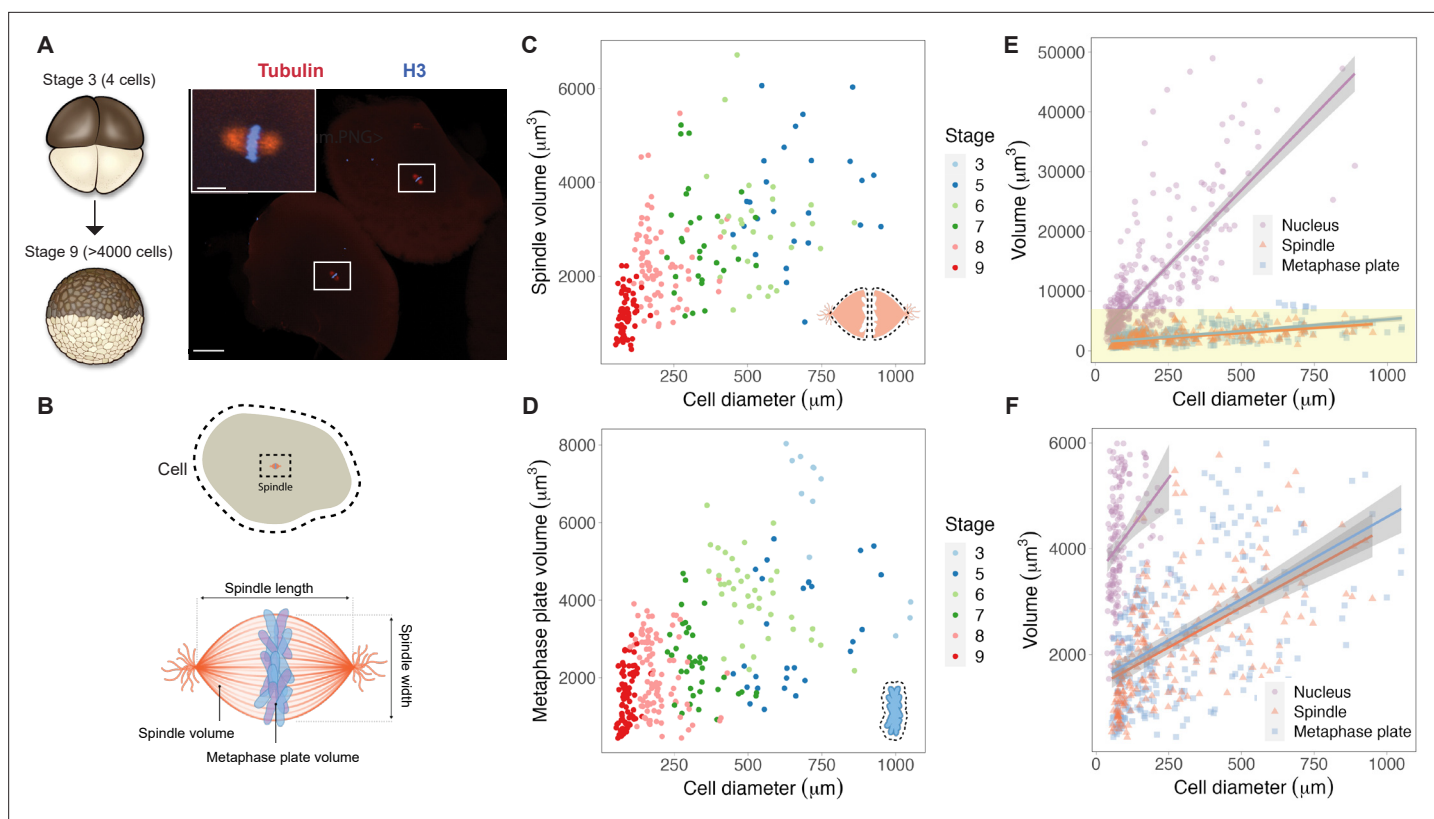 A
Stage 3 (4 cells)
Stage 9 (>4000 cells)
Tubulin H3
m.PNG>
B
Cell
Spindle
Spindle length
Spindle width
Spindle volume
Metaphase plate volume
C
Spindle volume (μm³)
6000
4000
2000
250 500 750 1000
Cell diameter (μm)
Stage
3
5
6
7
8
9
D
Metaphase plate volume (μm³)
8000
6000
4000
2000
250 500 750 1000
Cell diameter (μm)
Stage
3
5
6
7
8
9
E
Volume (μm³)
50000
40000
30000
20000
10000
0
0 250 500 750 1000
Cell diameter (μm)
Nucleus
Spindle
Metaphase plate
F
Volume (μm³)
6000
4000
2000
0 250 500 750 1000
Cell diameter (μm)
Nucleus
Spindle
Metaphase plate